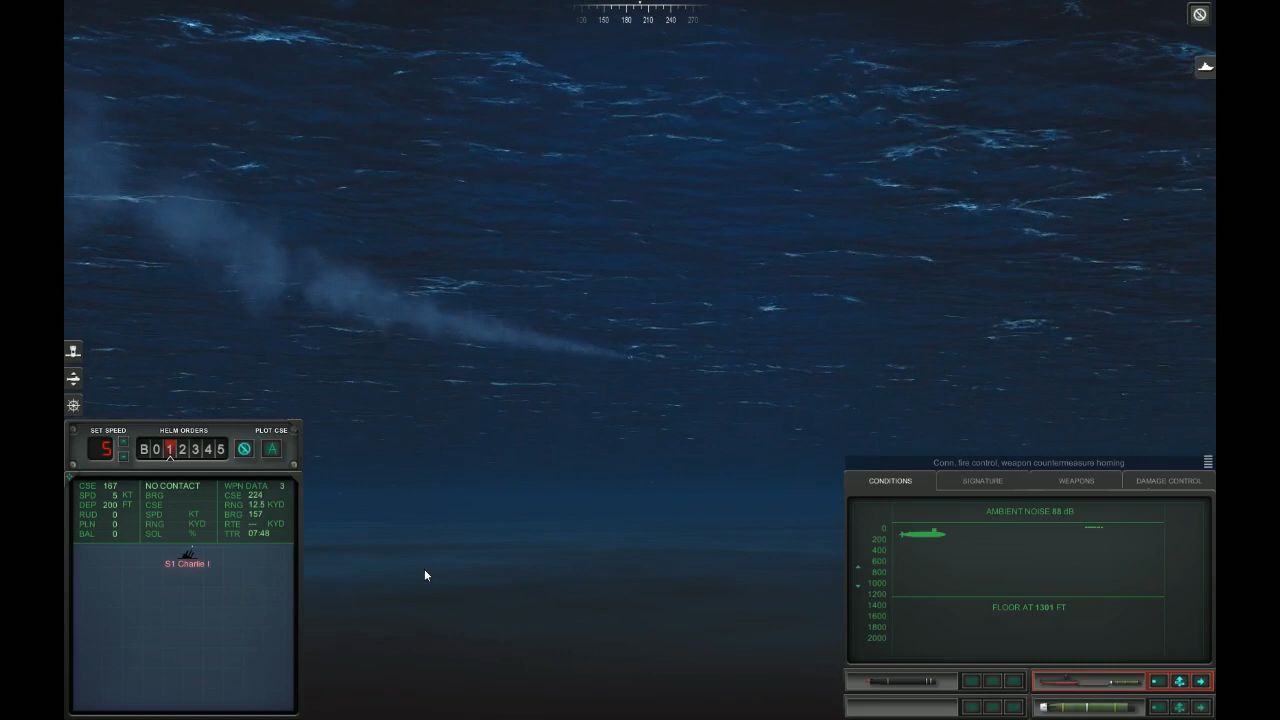 150 180 210 240 270
SET SPEED HELM ORDERS PLOT CSE
5 B 0 1 2 3 4 5 A
CSE 167 NO CONTACT WPN DATA 3
SPD 5 KT BRG CSE 224
DEP 200 FT CSE RNG 12.5 KYD
RUD 0 SPD KT BRG 157
PLN 0 RNG KYD RTE --- KYD
BAL 0 SOL % TTR 07:48
S1 Charlie I
Conn, fire control, weapon countermeasure homing
CONDITIONS SIGNATURE WEAPONS DAMAGE CONTROL
AMBIENT NOISE 88 dB
0
200
400
600
800
1000
1200
1400 FLOOR AT 1301 FT
1600
1800
2000